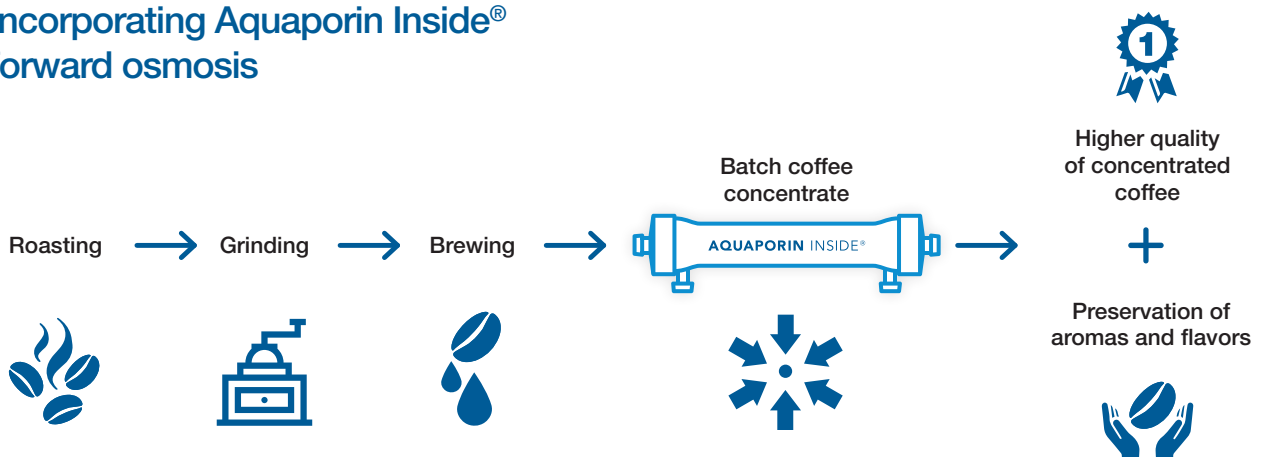 ncorporating Aquaporin Inside®
orward osmosis
1
Higher quality
of concentrated
coffee
Batch coffee
concentrate
Roasting
Grinding
Brewing
AQUAPORIN INSIDE®
+
Preservation of
aromas and flavors